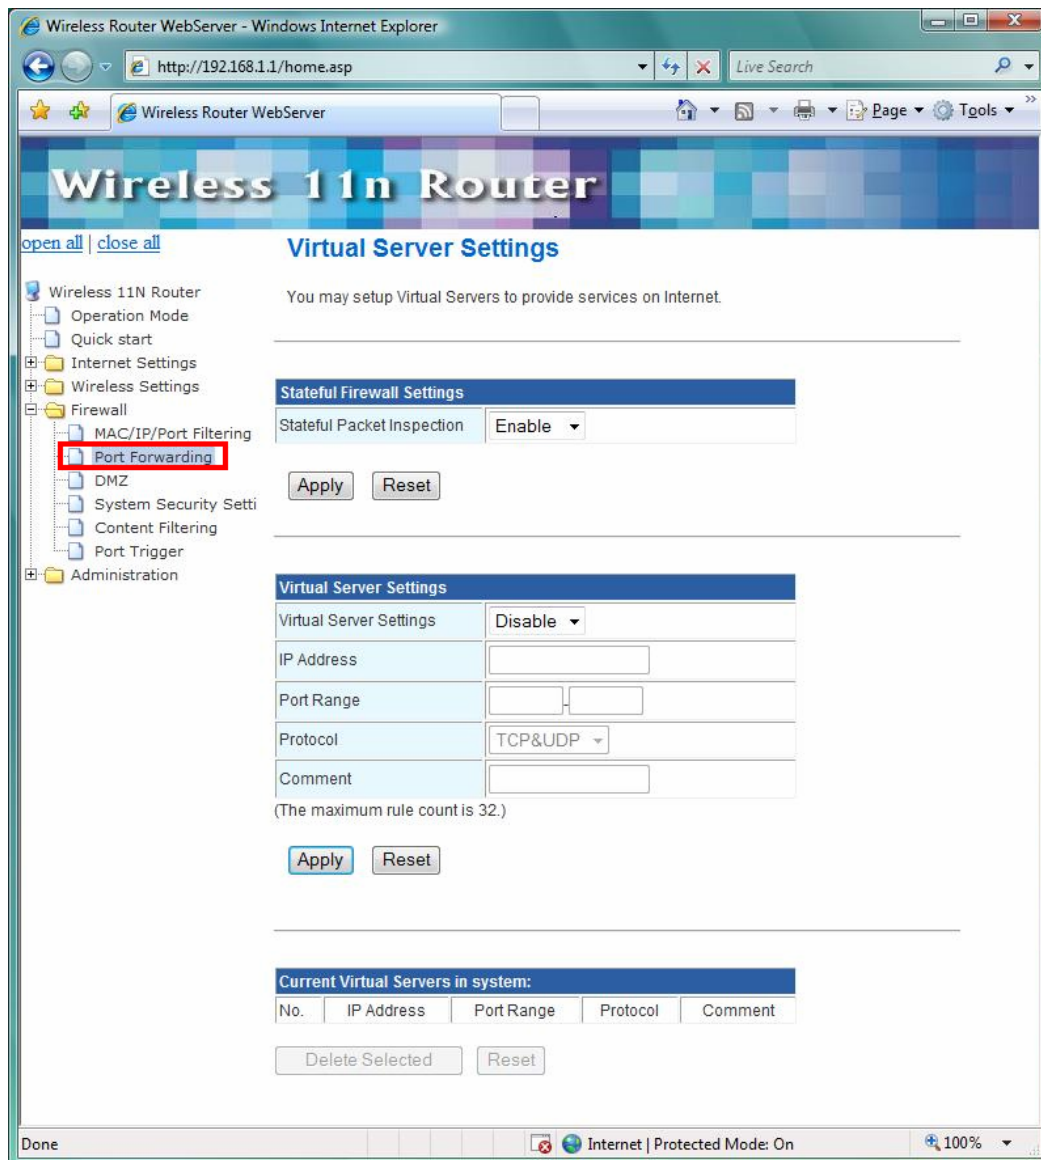 Wireless Router WebServer - Windows Internet Explorer
http://192.168.1.1/home.asp
Live Search
Wireless Router WebServer
Page
Tools
Wireless 11n Router
open all | close all
Wireless 11N Router
Operation Mode
Quick start
Internet Settings
Wireless Settings
Firewall
MAC/IP/Port Filtering
Port Forwarding
DMZ
System Security Setti
Content Filtering
Port Trigger
Administration
Virtual Server Settings
You may setup Virtual Servers to provide services on Internet.
Stateful Firewall Settings
Stateful Packet Inspection Enable
Apply Reset
Virtual Server Settings
Virtual Server Settings Disable
IP Address
Port Range -
Protocol TCP&UDP
Comment
(The maximum rule count is 32.)
Apply Reset
Current Virtual Servers in system:
No. IP Address Port Range Protocol Comment
Delete Selected Reset
Done Internet | Protected Mode: On 100%